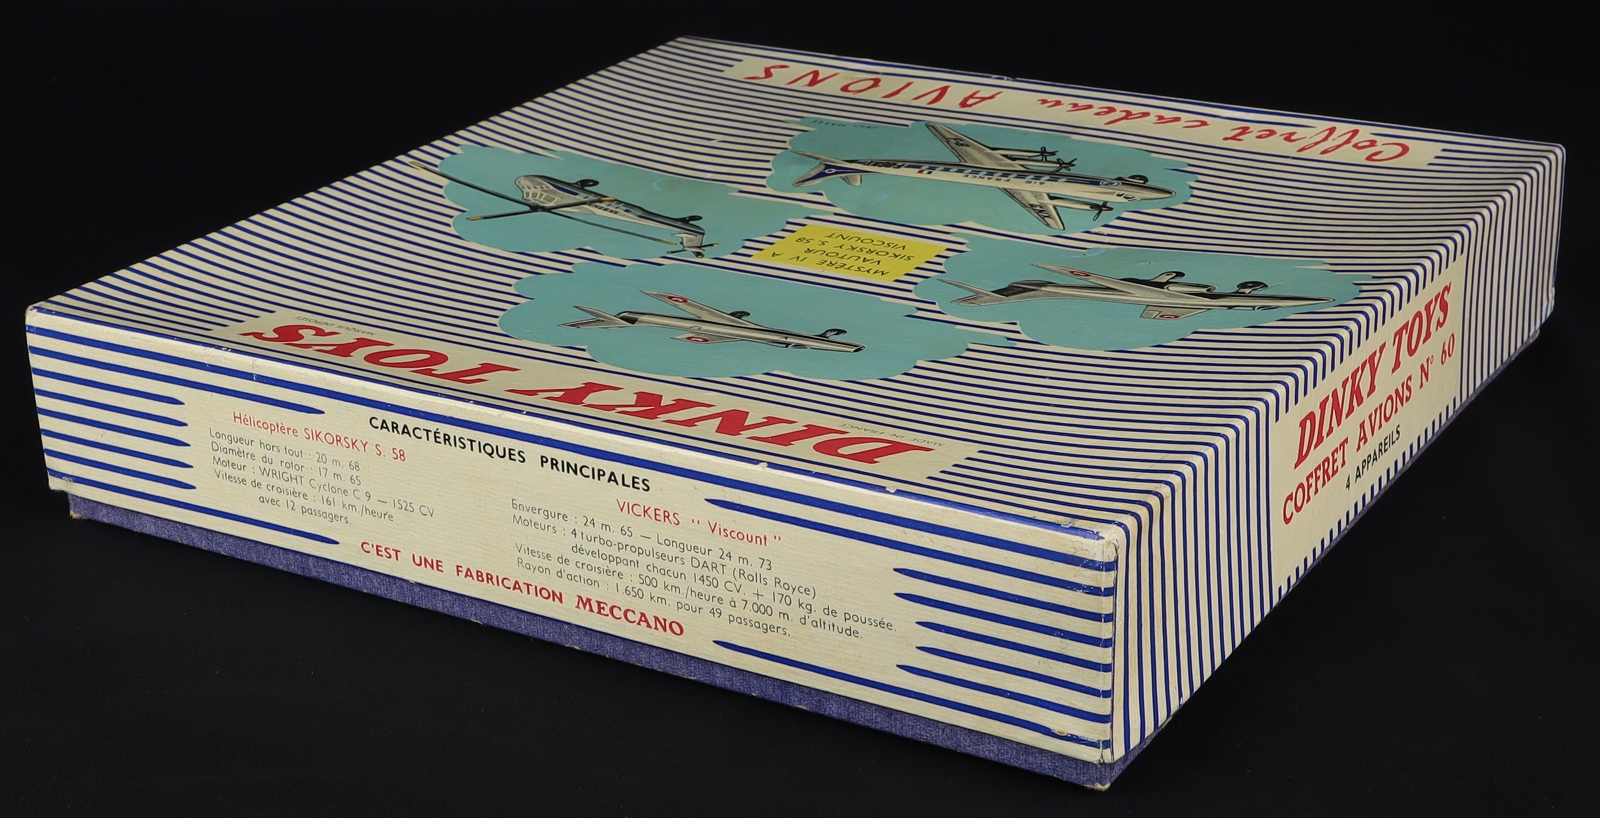 Coffret cadeau AVIONS
AIR FRANCE
MYSTÈRE IV A
VAUTOUR
SIKORSKY S. 58
VISCOUNT
DINKY TOYS
MADE IN FRANCE
MARQUE DÉPOSÉE
CARACTÉRISTIQUES PRINCIPALES
Hélicoptère SIKORSKY S. 58
Longueur hors tout : 20 m. 68
Diamètre du rotor : 17 m. 65
Moteur : WRIGHT Cyclone C 9 — 1525 CV
Vitesse de croisière : 161 km./heure
avec 12 passagers.
VICKERS " Viscount "
Envergure : 24 m. 65 — Longueur 24 m. 73
Moteurs : 4 turbo-propulseurs DART (Rolls Royce)
développant chacun 1450 CV. + 170 kg. de poussée.
Vitesse de croisière : 500 km./heure à 7.000 m. d'altitude.
Rayon d'action : 1.650 km. pour 49 passagers.
C'EST UNE FABRICATION MECCANO
DINKY TOYS
COFFRET AVIONS N° 60
4 APPAREILS